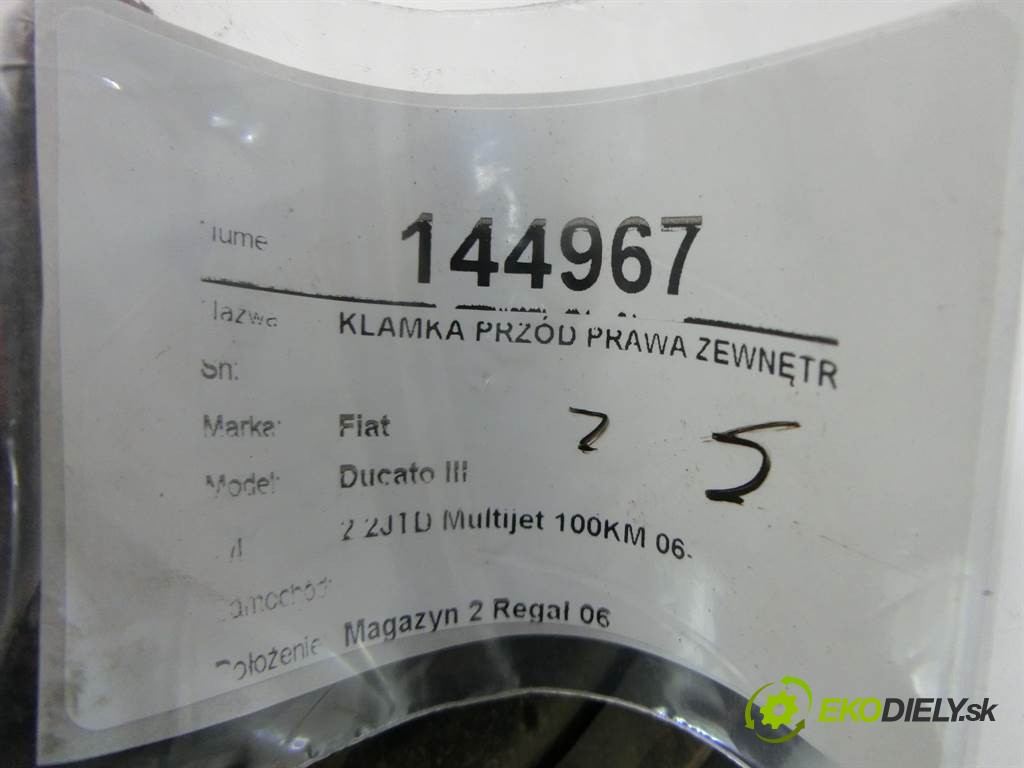 144967
KLAMKA PRZÓD PRAWA ZEWNĘTR
Sn:
Marka: Fiat
2 5
Model: Ducato III
2 2JTD Multijet 100KM 06-
Magazyn 2 Regał 06
EKODIELY.sk